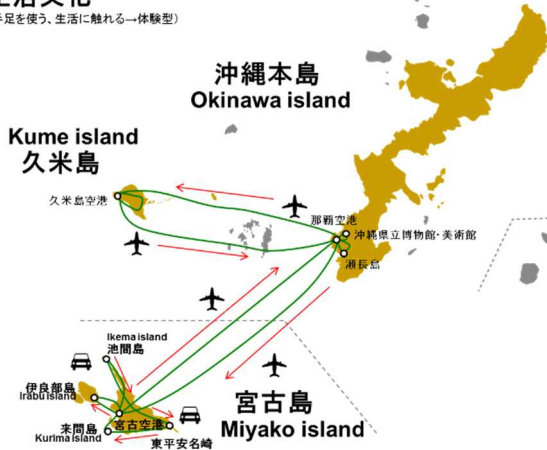 手足を使う、生活に触れる→体験型)
沖縄本島
Okinawa island
Kume island
久米島
久米島空港
那覇空港
沖縄県立博物館・美術館
瀬長島
Ikema island
池間島
伊良部島
Irabu island
宮古空港
来間島
Kurima island
東平安名崎
宮古島
Miyako island